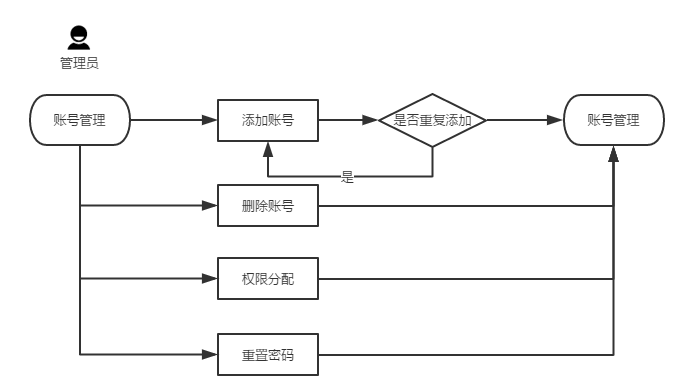 管理员
账号管理
添加账号
是否重复添加
账号管理
是
删除账号
权限分配
重置密码